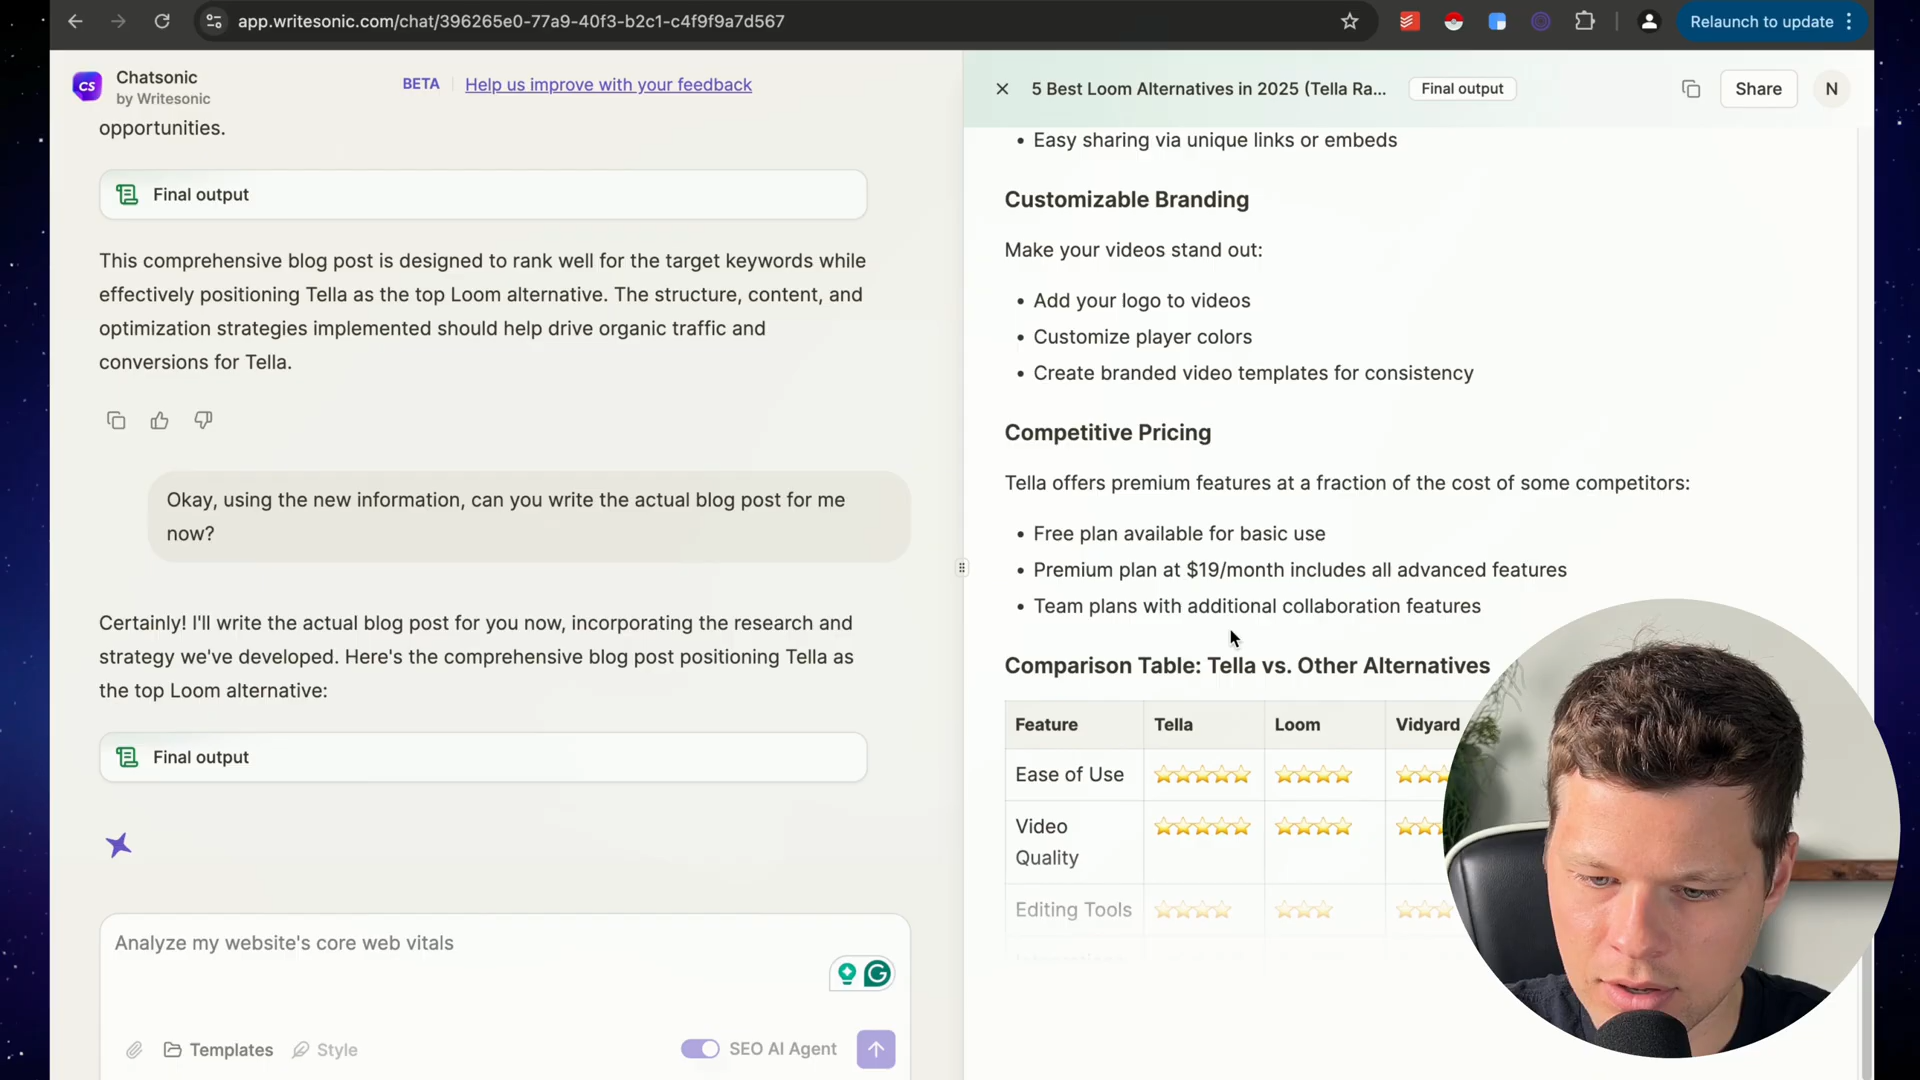 app.writesonic.com/chat/396265e0-77a9-40f3-b2c1-c4f9f9a7d567
Relaunch to update
CS
Chatsonic
by Writesonic
BETA
Help us improve with your feedback
opportunities.
Final output
This comprehensive blog post is designed to rank well for the target keywords while
effectively positioning Tella as the top Loom alternative. The structure, content, and
optimization strategies implemented should help drive organic traffic and
conversions for Tella.
Okay, using the new information, can you write the actual blog post for me
now?
Certainly! I'll write the actual blog post for you now, incorporating the research and
strategy we've developed. Here's the comprehensive blog post positioning Tella as
the top Loom alternative:
Final output
Analyze my website's core web vitals
Templates
Style
SEO AI Agent
5 Best Loom Alternatives in 2025 (Tella Ra...
Final output
Share
N
• Easy sharing via unique links or embeds
Customizable Branding
Make your videos stand out:
• Add your logo to videos
• Customize player colors
• Create branded video templates for consistency
Competitive Pricing
Tella offers premium features at a fraction of the cost of some competitors:
• Free plan available for basic use
• Premium plan at $19/month includes all advanced features
• Team plans with additional collaboration features
Comparison Table: Tella vs. Other Alternatives
Feature Tella Loom Vidyard
Ease of Use ⭐⭐⭐⭐⭐ ⭐⭐⭐⭐ ⭐⭐⭐
Video
Quality ⭐⭐⭐⭐⭐ ⭐⭐⭐⭐ ⭐⭐⭐
Editing Tools ⭐⭐⭐⭐ ⭐⭐⭐ ⭐⭐⭐